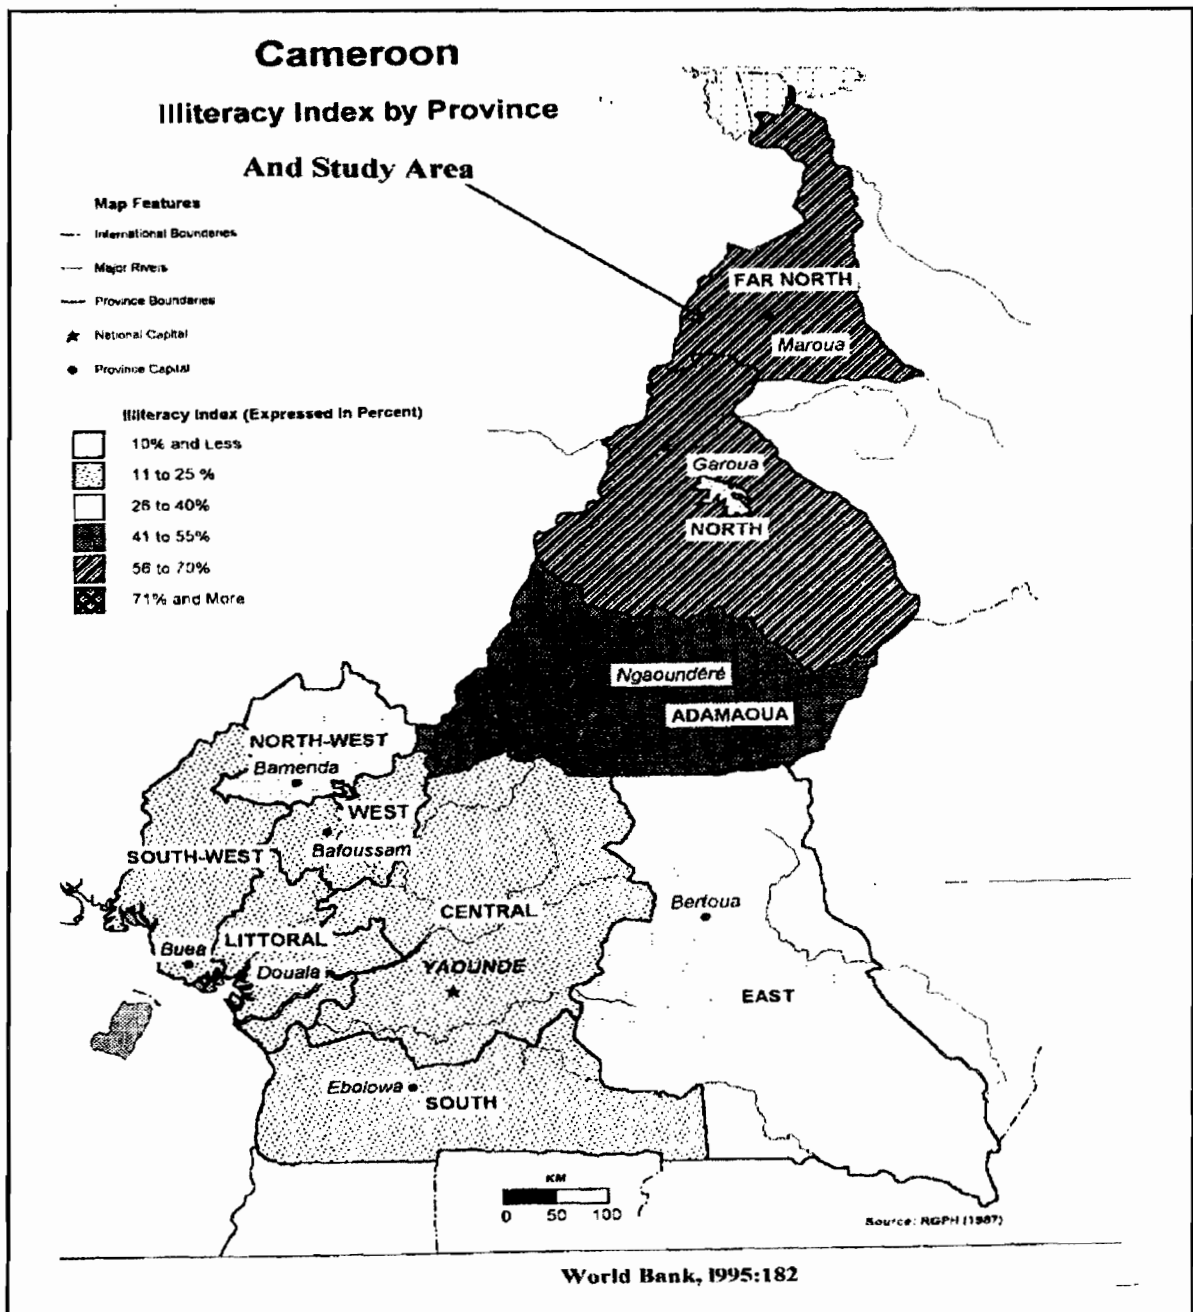 Cameroon
Illiteracy Index by Province
And Study Area
Map Features
International Boundaries
Major Rivers
Province Boundaries
National Capital
Province Capital
Illiteracy Index (Expressed In Percent)
10% and Less
11 to 25 %
26 to 40%
41 to 55%
56 to 70%
71% and More
FAR NORTH
Maroua
Garoua
NORTH
Ngaoundéré
ADAMAOUA
NORTH-WEST
Bamenda
WEST
Bafoussam
SOUTH-WEST
CENTRAL
Bertoua
LITTORAL
Buea
Douala
YAOUNDE
EAST
Ebolowa
SOUTH
KM
0 50 100
Source: RGPH (1987)
World Bank, 1995:182